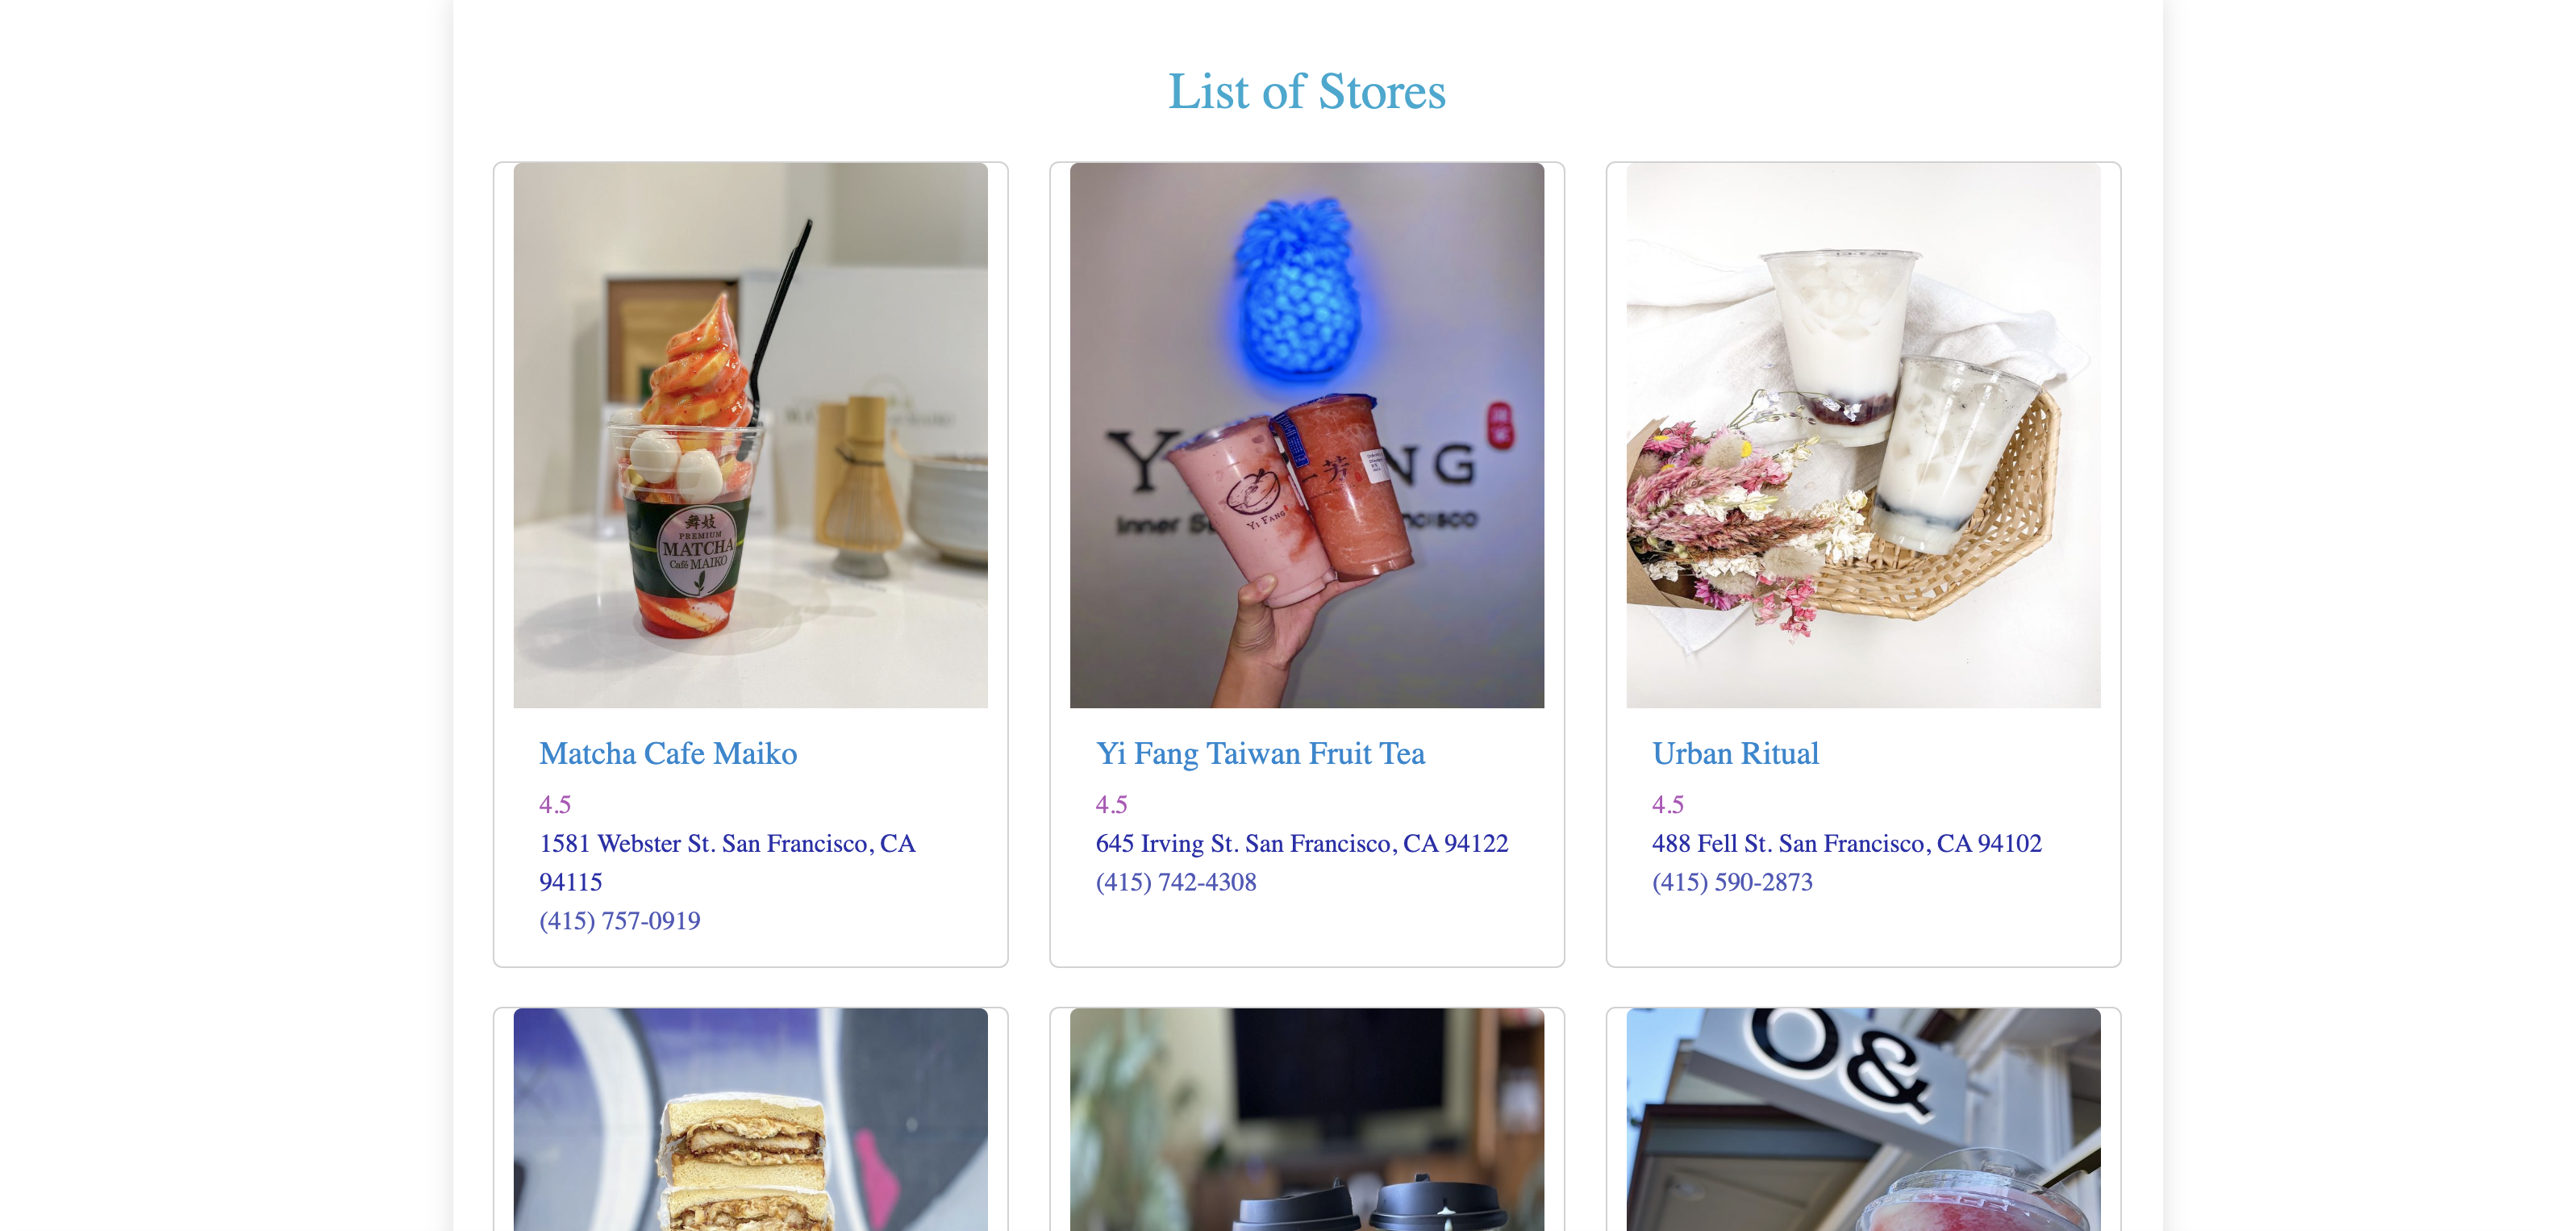 List of Stores
舞妓
PREMIUM
MATCHA
Café MAIKO
Y
NG
Inner S
ncisco
YI FANG
一芳
Matcha Cafe Maiko
4.5
1581 Webster St. San Francisco, CA
94115
(415) 757-0919
Yi Fang Taiwan Fruit Tea
4.5
645 Irving St. San Francisco, CA 94122
(415) 742-4308
Urban Ritual
4.5
488 Fell St. San Francisco, CA 94102
(415) 590-2873
O&